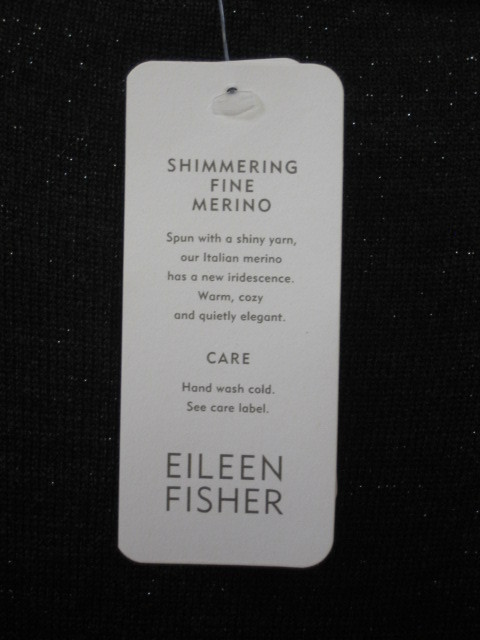 SHIMMERING
FINE
MERINO
Spun with a shiny yarn,
our Italian merino
has a new iridescence.
Warm, cozy
and quietly elegant.
CARE
Hand wash cold.
See care label.
EILEEN
FISHER